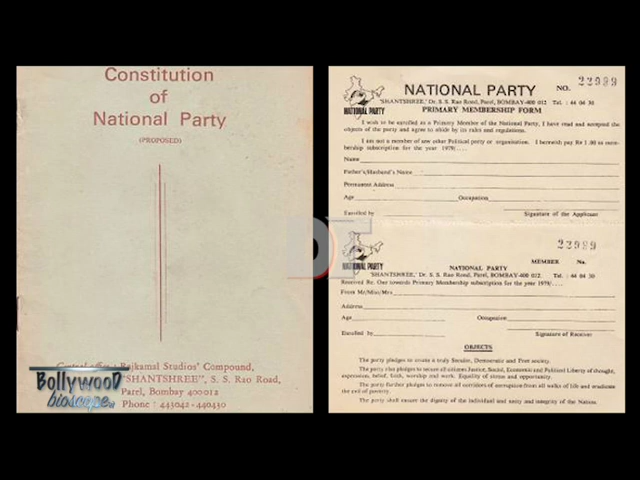 Constitution
of
National Party
(PROPOSED)
Central office : Rajkamal Studios' Compound,
"SHANTSHREE", S. S. Rao Road,
Parel, Bombay 400012
Phone : 443042-440430
Bollywood
bioscope
NATIONAL PARTY
NO. 22989
'SHANTSHREE,' Dr. S. S. Rao Road, Parel, BOMBAY-400 012 Tel. : 44 04 30
NATIONAL PARTY
PRIMARY MEMBERSHIP FORM
I wish to be enrolled as a Primary Member of the National Party, I have read and accepted the
objects of the party and agree to abide by its rules and regulations.
I am not a member of any other Political party or organisation. I herewith pay Re 1.00 as mem-
bership subscription for the year 1979/....
Name
Father's/Husband's Name
Permanent Address
Age Occupation
Enrolled by Signature of the Applicant
22989
NATIONAL PARTY
NATIONAL PARTY MEMBER No.
'SHANTSHREE,' Dr. S. S. Rao Road, Parel, BOMBAY-400 012. Tel. : 44 04 30
Received Re. One towards Primary Membership subscription for the year 1979/....
From Mr/Miss/Mrs
Address
Age Occupation
Enrolled by Signature of Receiver
OBJECTS
The party pledges to create a truly Secular, Democratic and Free society.
The party also pledges to secure all citizens Justice, Social, Economic and Political Liberty of thought,
expression, belief, faith, worship and work. Equality of status and opportunity.
The party further pledges to remove all corridors of corruption from all walks of life and eradicate
the evil of poverty.
The party shall ensure the dignity of the individual and unity and integrity of the Nation.